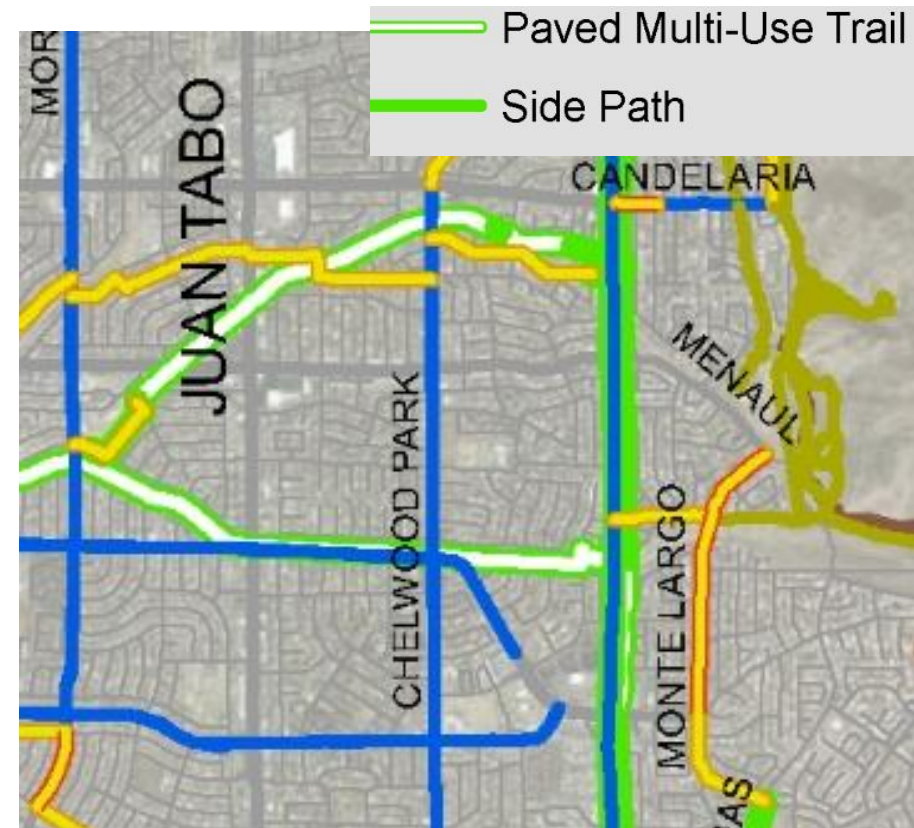 Paved Multi-Use Trail
Side Path
MOR
JUAN TABO
CANDELARIA
MENAUL
CHELWOOD PARK
MONTE LARGO
AS